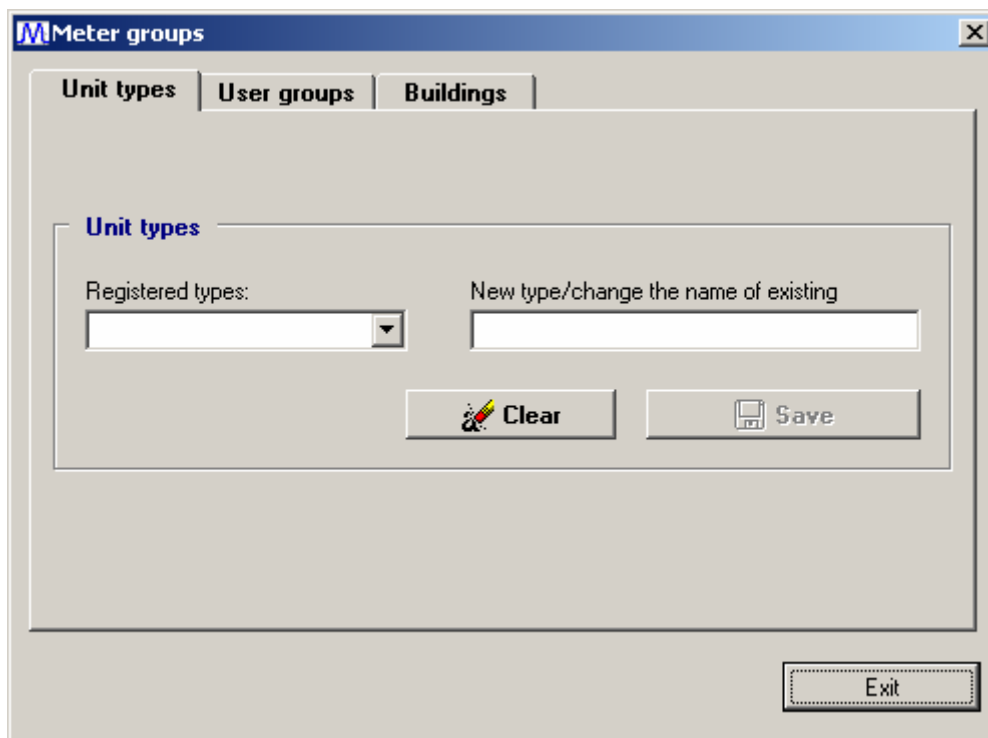 Meter groups
Unit types User groups Buildings
Unit types
Registered types: New type/change the name of existing
Clear Save
Exit